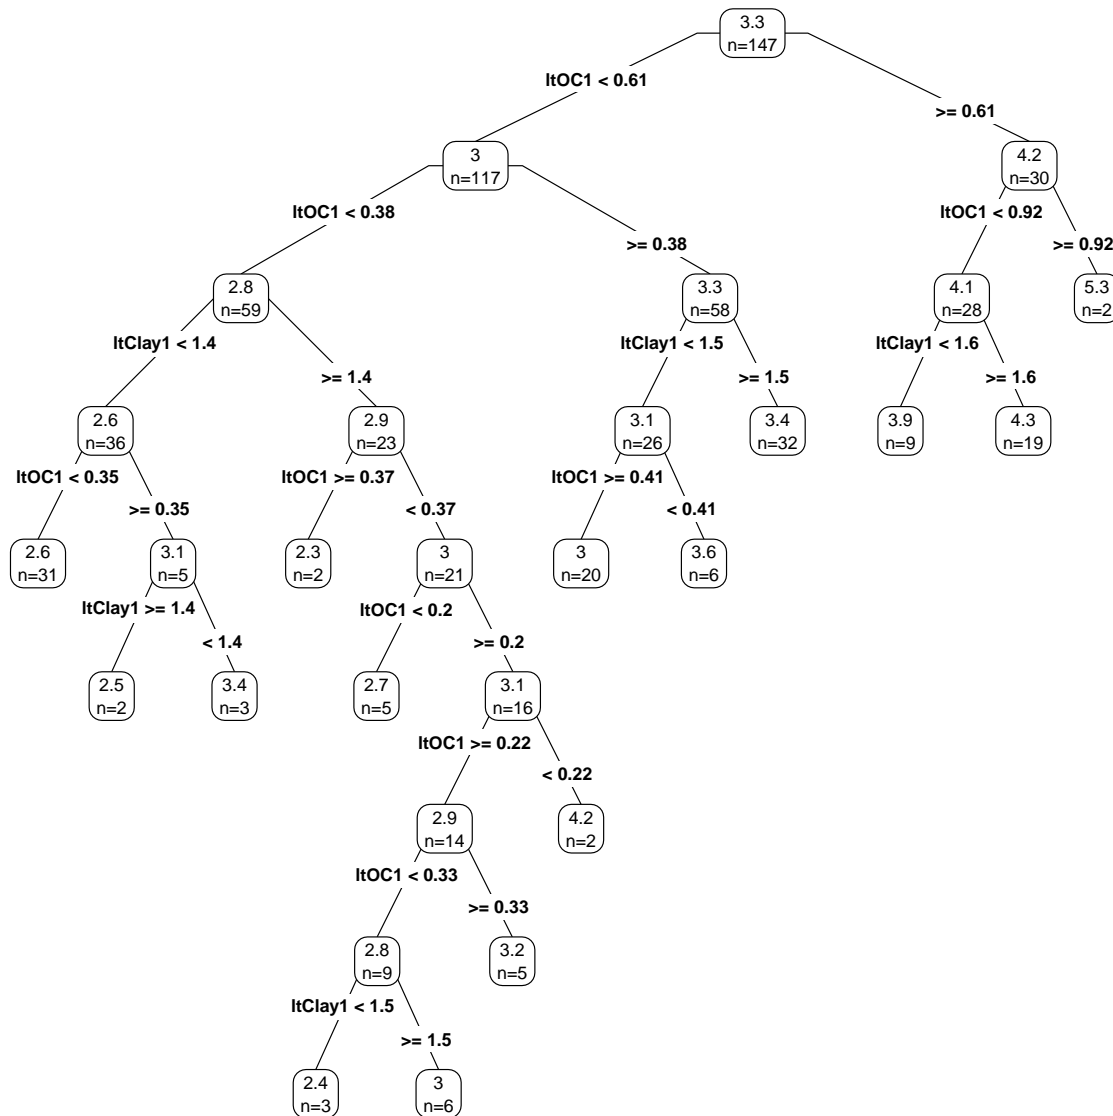 3.3
n=147
ltOC1 < 0.61
>= 0.61
3
n=117
4.2
n=30
ltOC1 < 0.38
>= 0.38
ltOC1 < 0.92
>= 0.92
2.8
n=59
3.3
n=58
4.1
n=28
5.3
n=2
ltClay1 < 1.4
>= 1.4
ltClay1 < 1.5
>= 1.5
ltClay1 < 1.6
>= 1.6
2.6
n=36
2.9
n=23
3.1
n=26
3.4
n=32
3.9
n=9
4.3
n=19
ltOC1 < 0.35
>= 0.35
ltOC1 >= 0.37
< 0.37
ltOC1 >= 0.41
< 0.41
2.6
n=31
3.1
n=5
2.3
n=2
3
n=21
3
n=20
3.6
n=6
ltClay1 >= 1.4
< 1.4
ltOC1 < 0.2
>= 0.2
2.5
n=2
3.4
n=3
2.7
n=5
3.1
n=16
ltOC1 >= 0.22
< 0.22
2.9
n=14
4.2
n=2
ltOC1 < 0.33
>= 0.33
2.8
n=9
3.2
n=5
ltClay1 < 1.5
>= 1.5
2.4
n=3
3
n=6